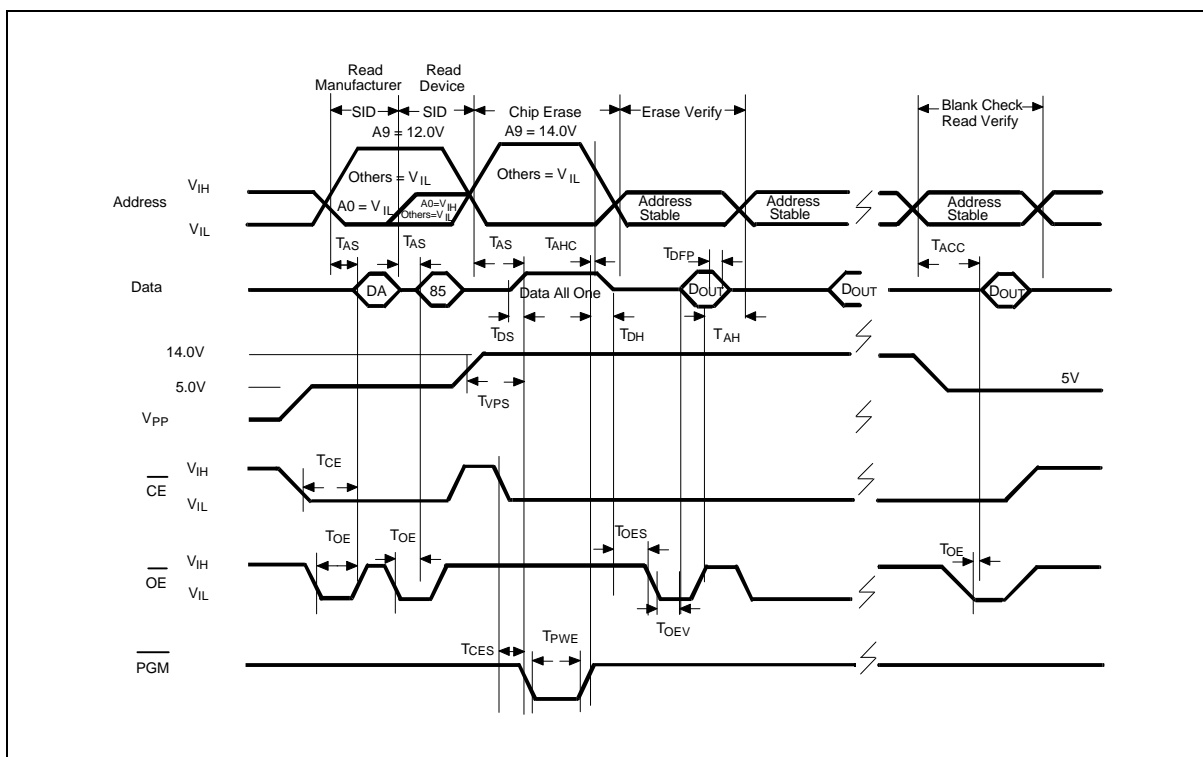 Read
Manufacturer
SID
Read
Device
SID
Chip Erase
Erase Verify
Blank Check
Read Verify
A9 = 12.0V
A9 = 14.0V
Others = VIL
Others = VIL
Address
VIH
VIL
A0 = VIL
A0=VIH
Others=VIL
Address
Stable
Address
Stable
Address
Stable
TAS
TAS
TAS
TAHC
TDFP
TACC
Data
DA
85
Data All One
DOUT
DOUT
DOUT
TDS
TDH
TAH
14.0V
5.0V
VPP
TVPS
5V
CE
VIH
VIL
TCE
OE
VIH
VIL
TOE
TOE
TOES
TOE
TOEV
PGM
TCES
TPWE